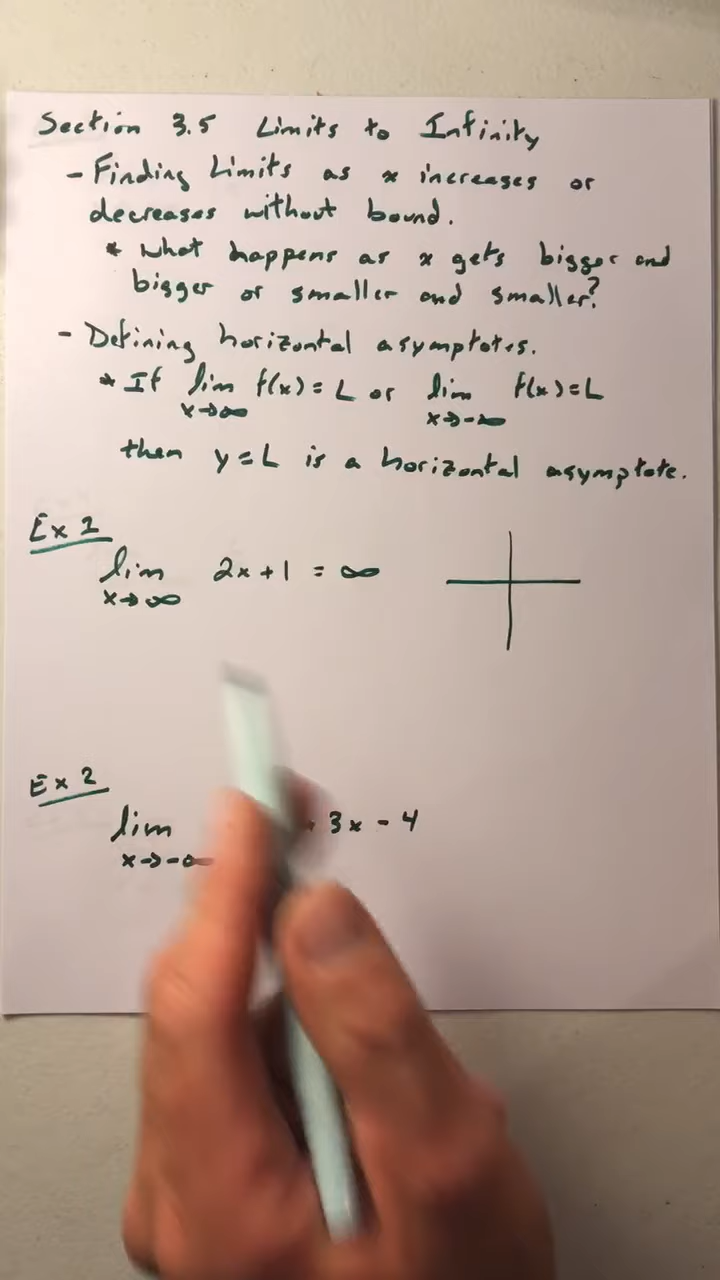 Section 3.5 Limits to Infinity
- Finding Limits as x increases or
decreases without bound.
* What happens as x gets bigger and
bigger or smaller and smaller?
- Defining horizontal asymptotes.
* If lim x→∞ f(x) = L or lim x→-∞ f(x) = L
then y = L is a horizontal asymptote.
Ex 1
lim x→∞ 2x + 1 = ∞
Ex 2
lim x→-∞ + 3x - 4